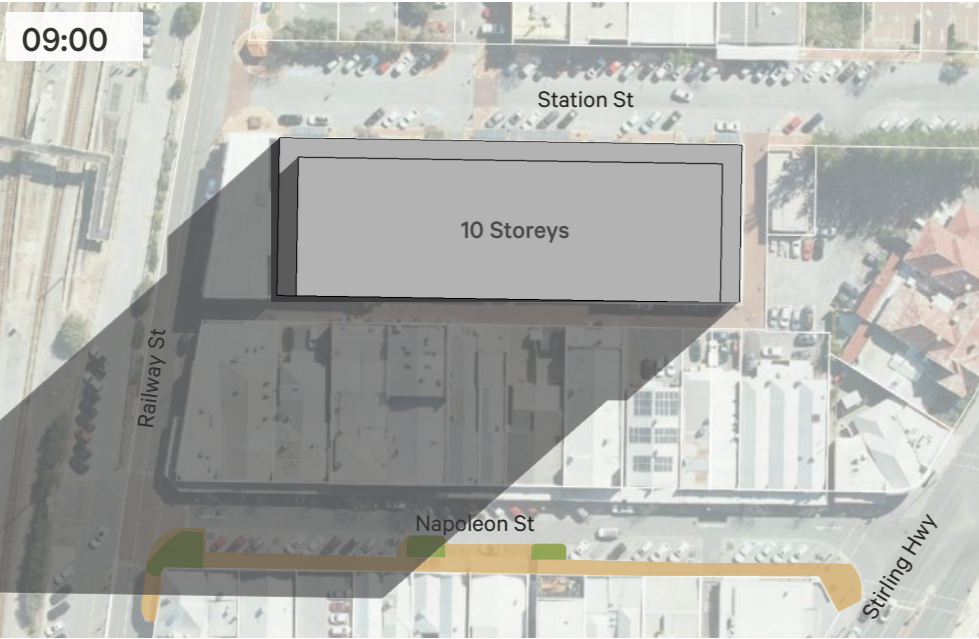 09:00
Station St
10 Storeys
Railway St
Napoleon St
Stirling Hwy